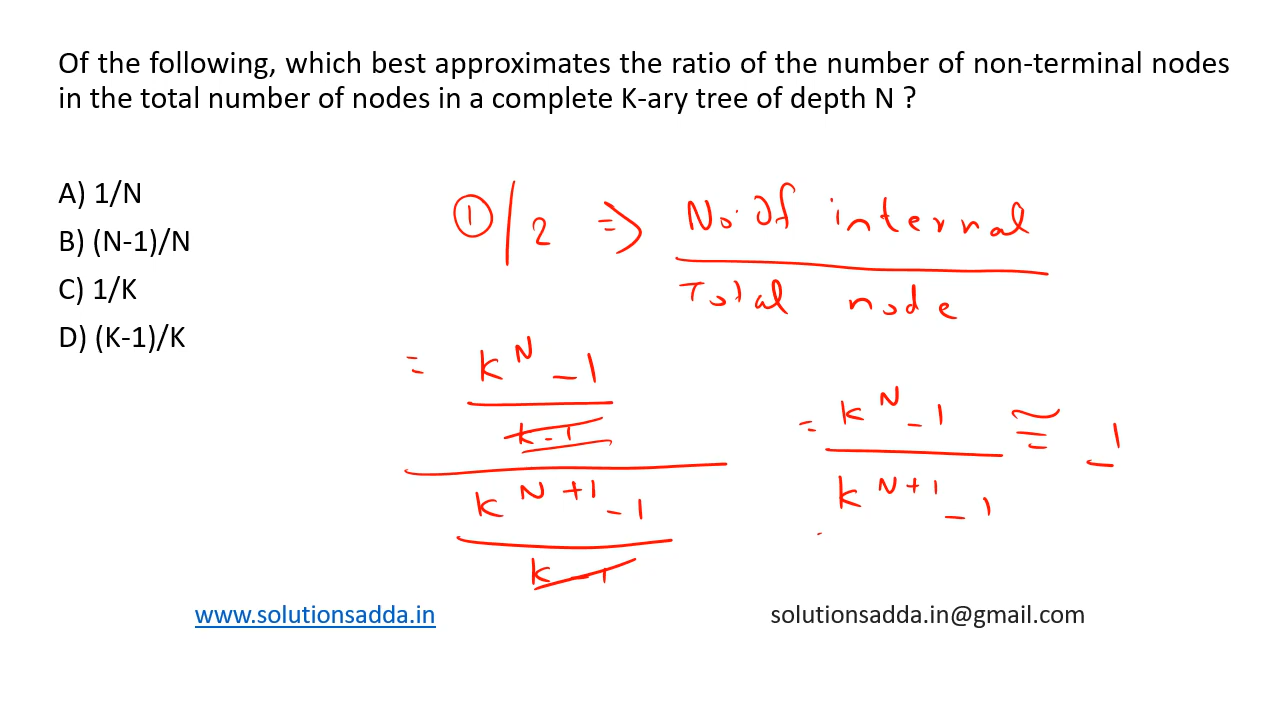 Of the following, which best approximates the ratio of the number of non-terminal nodes
in the total number of nodes in a complete K-ary tree of depth N ?
A) 1/N
B) (N-1)/N
C) 1/K
D) (K-1)/K
① / 2 ⇒ No. Of internal
Total node
= K^N - 1
K - 1
K^(N+1) - 1
K - 1
= K^N - 1 ≅ 1
K^(N+1) - 1
www.solutionsadda.in
solutionsadda.in@gmail.com